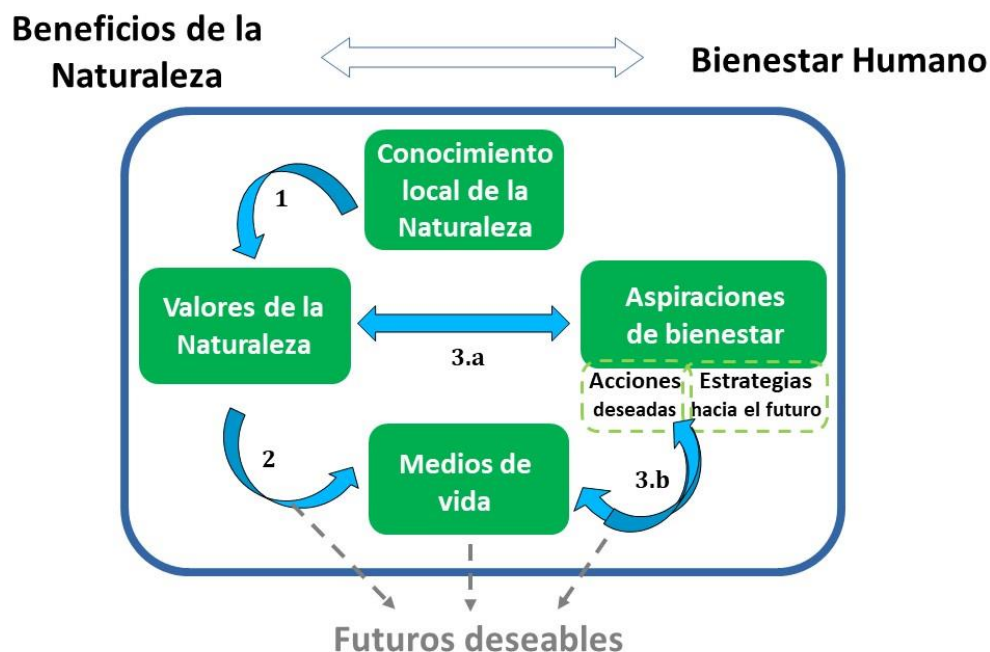 Beneficios de la
Naturaleza
Bienestar Humano
Conocimiento
local de la
Naturaleza
1
Valores de la
Naturaleza
3.a
Aspiraciones
de bienestar
Acciones
deseadas
Estrategias
hacia el futuro
2
Medios de
vida
3.b
Futuros deseables